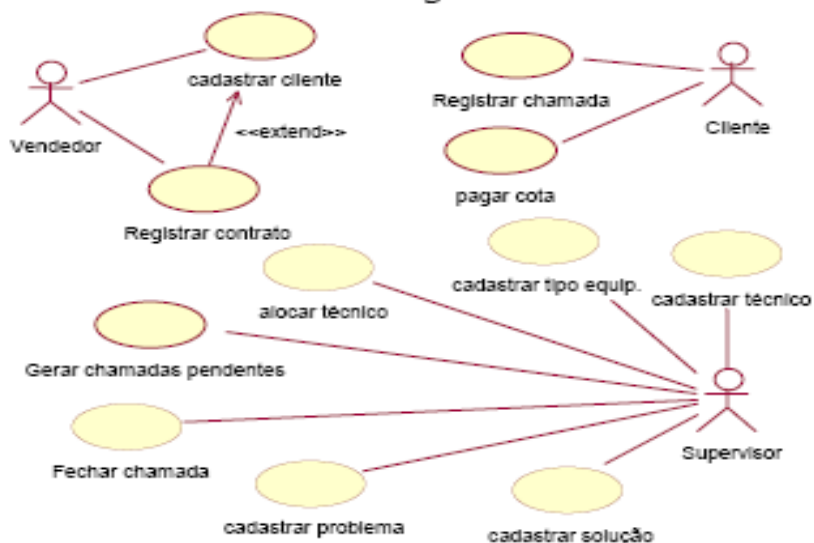 cadastrar cliente
Registrar chamada
Cliente
<<extend>>
Vendedor
pagar cota
Registrar contrato
cadastrar tipo equip.
cadastrar técnico
alocar técnico
Gerar chamadas pendentes
Supervisor
Fechar chamada
cadastrar problema
cadastrar solução